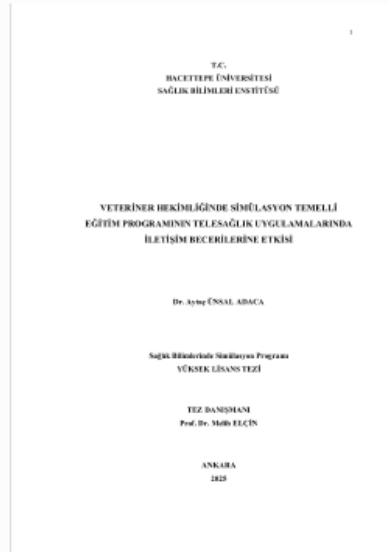 1
T.C.
HACETTEPE ÜNİVERSİTESİ
SAĞLIK BİLİMLERİ ENSTİTÜSÜ
VETERİNER HEKİMLİĞİNDE SİMÜLASYON TEMELLİ
EĞİTİM PROGRAMININ TELESAĞLIK UYGULAMALARINDA
İLETİŞİM BECERİLERİNE ETKİSİ
Dr. Aytaç ÜNSAL ADACA
Sağlık Bilimlerinde Simülasyon Programı
YÜKSEK LİSANS TEZİ
TEZ DANIŞMANI
Prof. Dr. Melih ELÇİN
ANKARA
2025